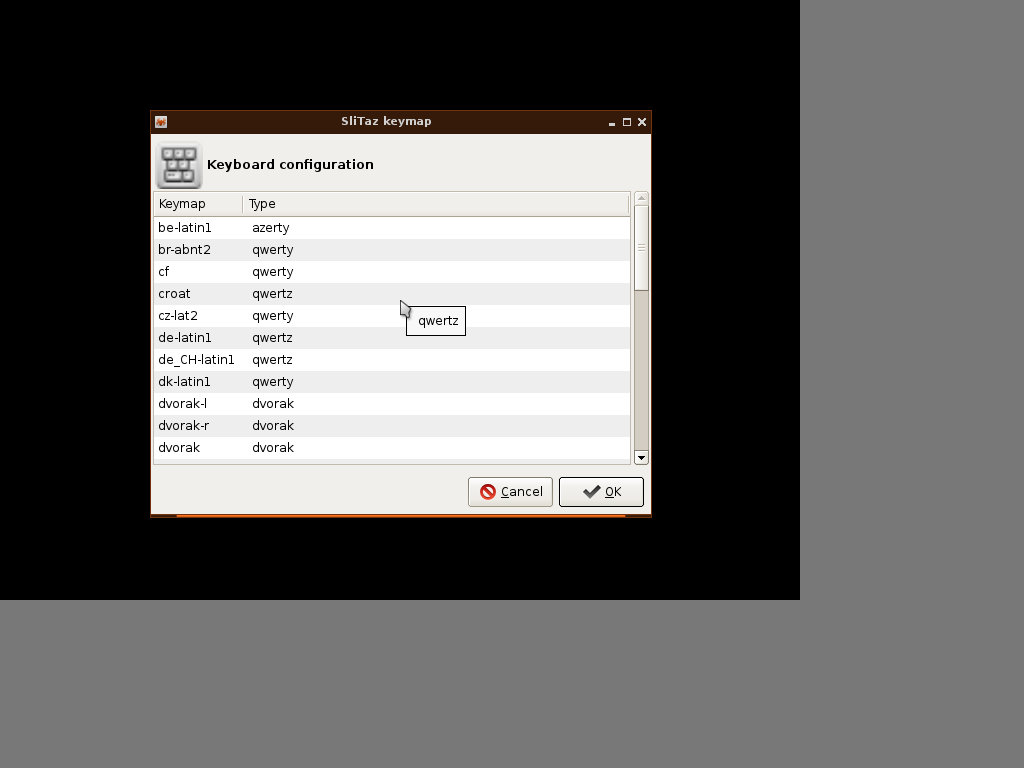 SliTaz keymap
Keyboard configuration
Keymap Type
be-latin1 azerty
br-abnt2 qwerty
cf qwerty
croat qwertz
cz-lat2 qwerty
qwertz
de-latin1 qwertz
de_CH-latin1 qwertz
dk-latin1 qwerty
dvorak-l dvorak
dvorak-r dvorak
dvorak dvorak
Cancel OK